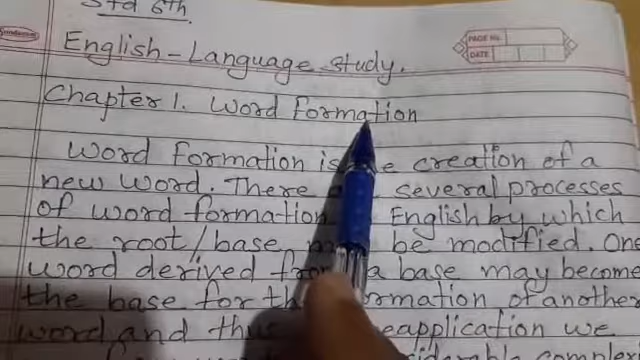 Std 6th
Sundaram
PAGE No.
DATE
English - Language study.
Chapter 1. Word formation
Word formation is the creation of a
new word. There several processes
of word formation English by which
the root/base be modified. One
word derived from a base may become
the base for the formation of another
word and thus reapplication we